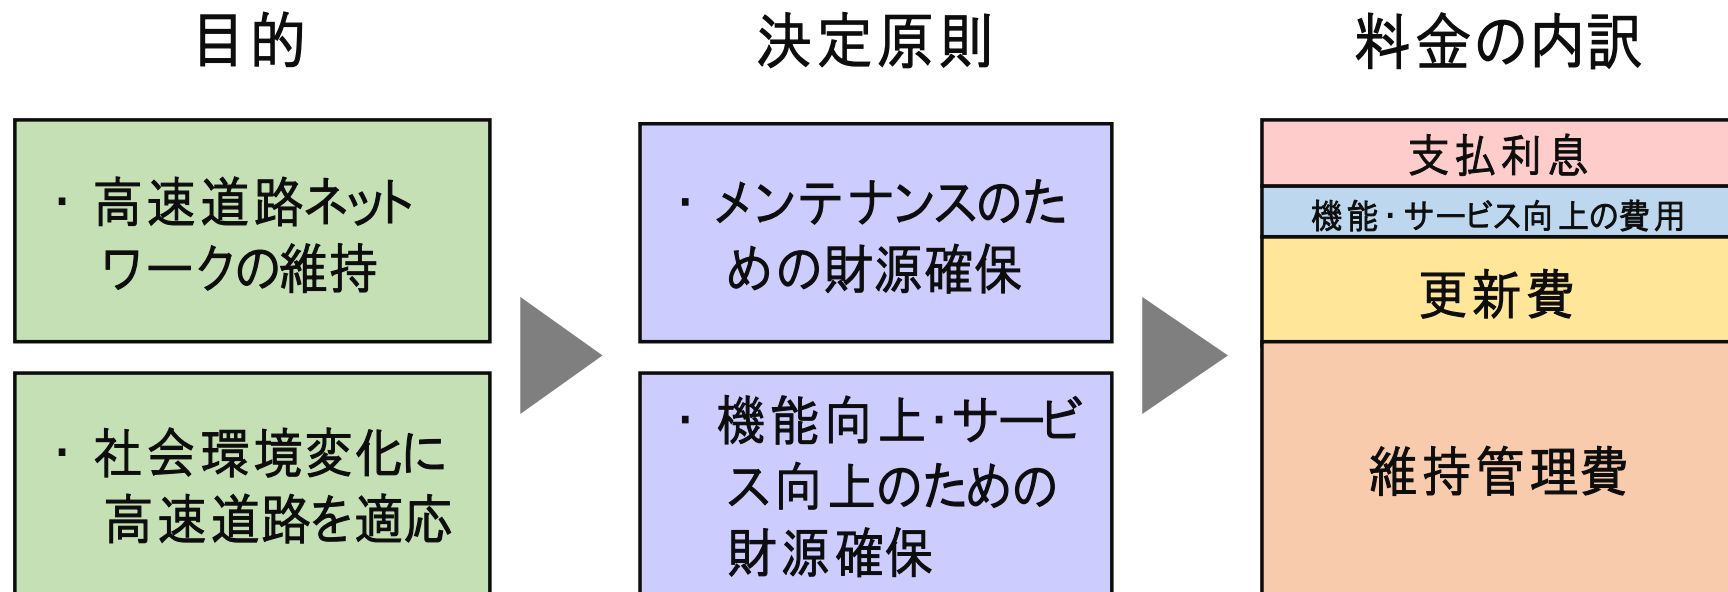 目的
・高速道路ネット
ワークの維持
・社会環境変化に
高速道路を適応
決定原則
・メンテナンスのた
めの財源確保
・機能向上・サービ
ス向上のための
財源確保
料金の内訳
支払利息
機能・サービス向上の費用
更新費
維持管理費